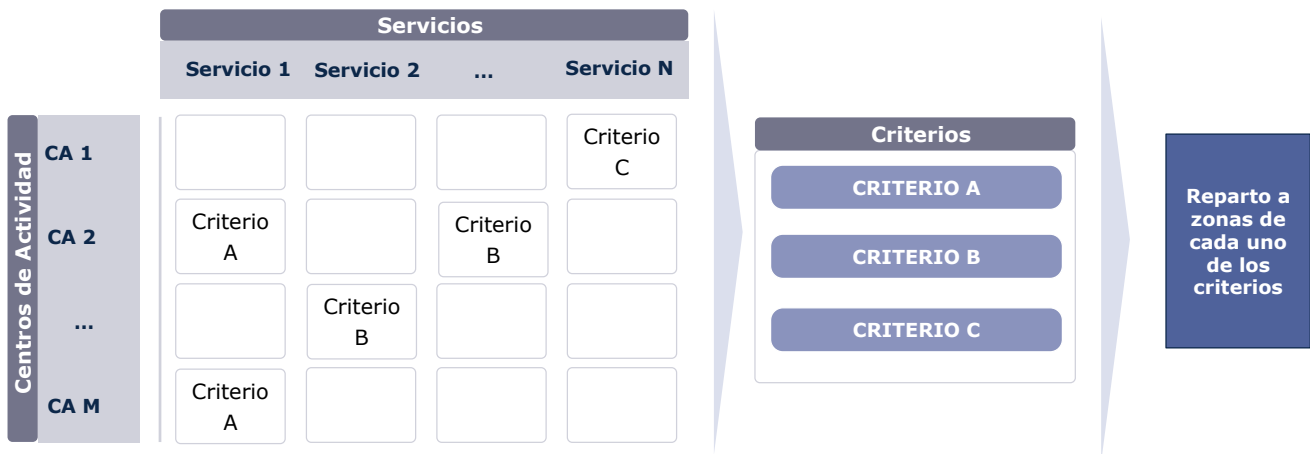 Servicios
Servicio 1 Servicio 2 ... Servicio N
Centros de Actividad
CA 1
Criterio
C
CA 2
Criterio
A
Criterio
B
...
Criterio
B
CA M
Criterio
A
Criterios
CRITERIO A
CRITERIO B
CRITERIO C
Reparto a
zonas de
cada uno
de los
criterios